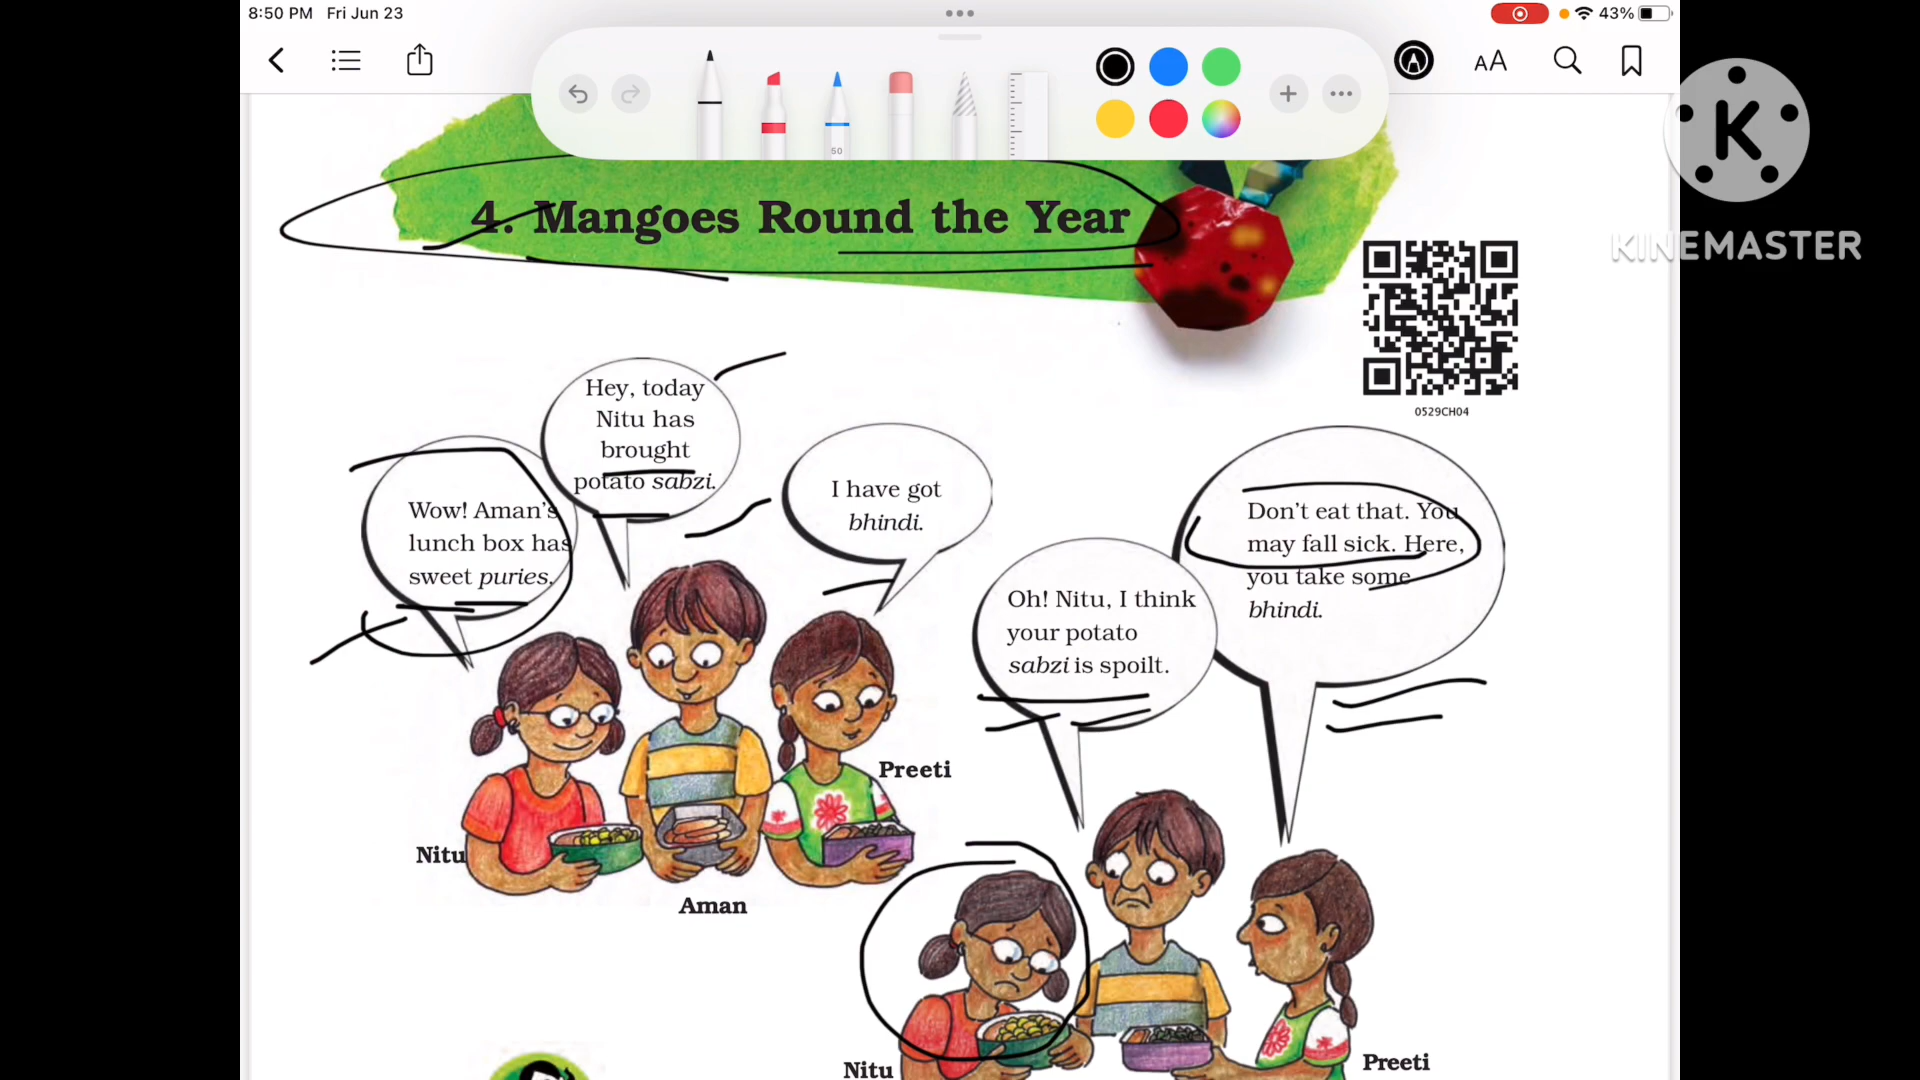 8:50 PM Fri Jun 23
43%
AA
50
K
KINEMASTER
4. Mangoes Round the Year
0529CH04
Hey, today
Nitu has
brought
potato sabzi.
Wow! Aman's
lunch box has
sweet puries.
I have got
bhindi.
Don't eat that. You
may fall sick. Here,
you take some
bhindi.
Oh! Nitu, I think
your potato
sabzi is spoilt.
Preeti
Nitu
Aman
Nitu
Preeti